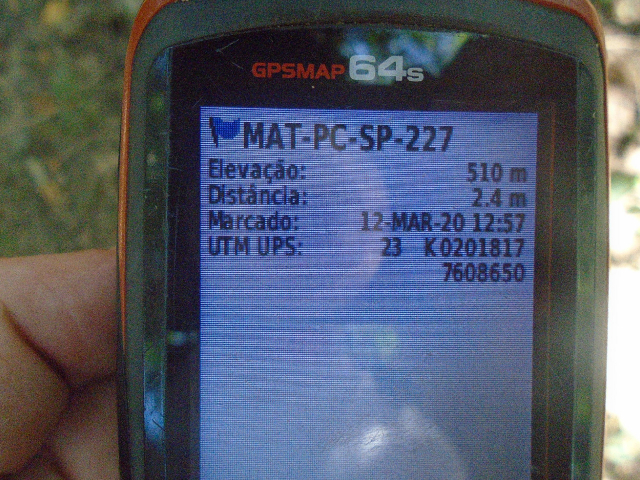 GPSMAP 64s
MAT-PC-SP-227
Elevação: 510 m
Distância: 2.4 m
Marcado: 12-MAR-20 12:57
UTM UPS: 23 K 0201817
7608650